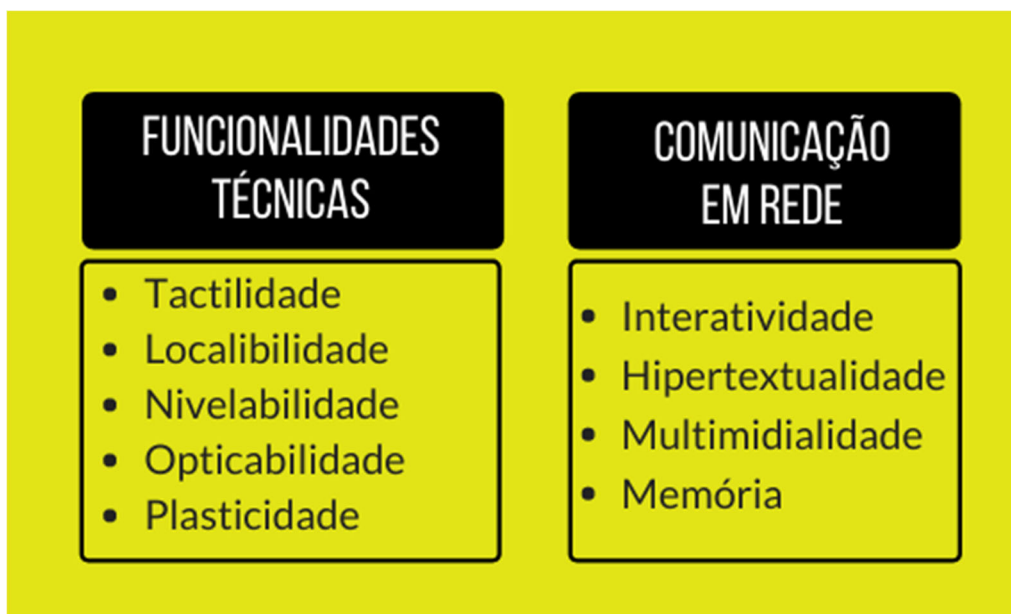 FUNCIONALIDADES
TÉCNICAS
• Tactilidade
• Localibilidade
• Nivelabilidade
• Opticabilidade
• Plasticidade
COMUNICAÇÃO
EM REDE
• Interatividade
• Hipertextualidade
• Multimidialidade
• Memória